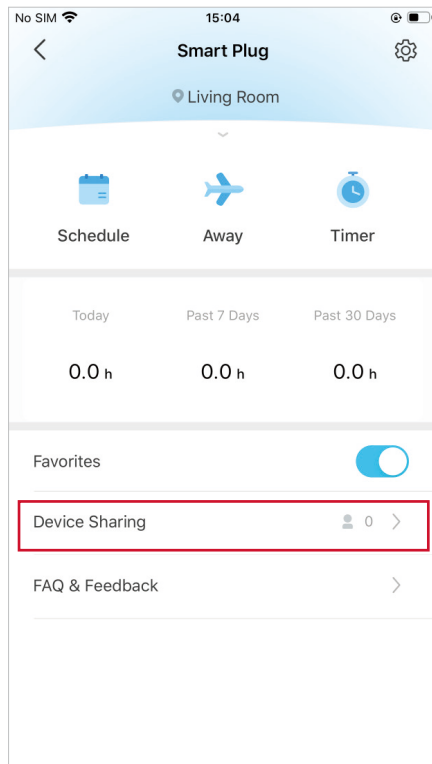 No SIM 15:04
Smart Plug
Living Room
Schedule Away Timer
Today Past 7 Days Past 30 Days
0.0 h 0.0 h 0.0 h
Favorites
Device Sharing 0
FAQ & Feedback